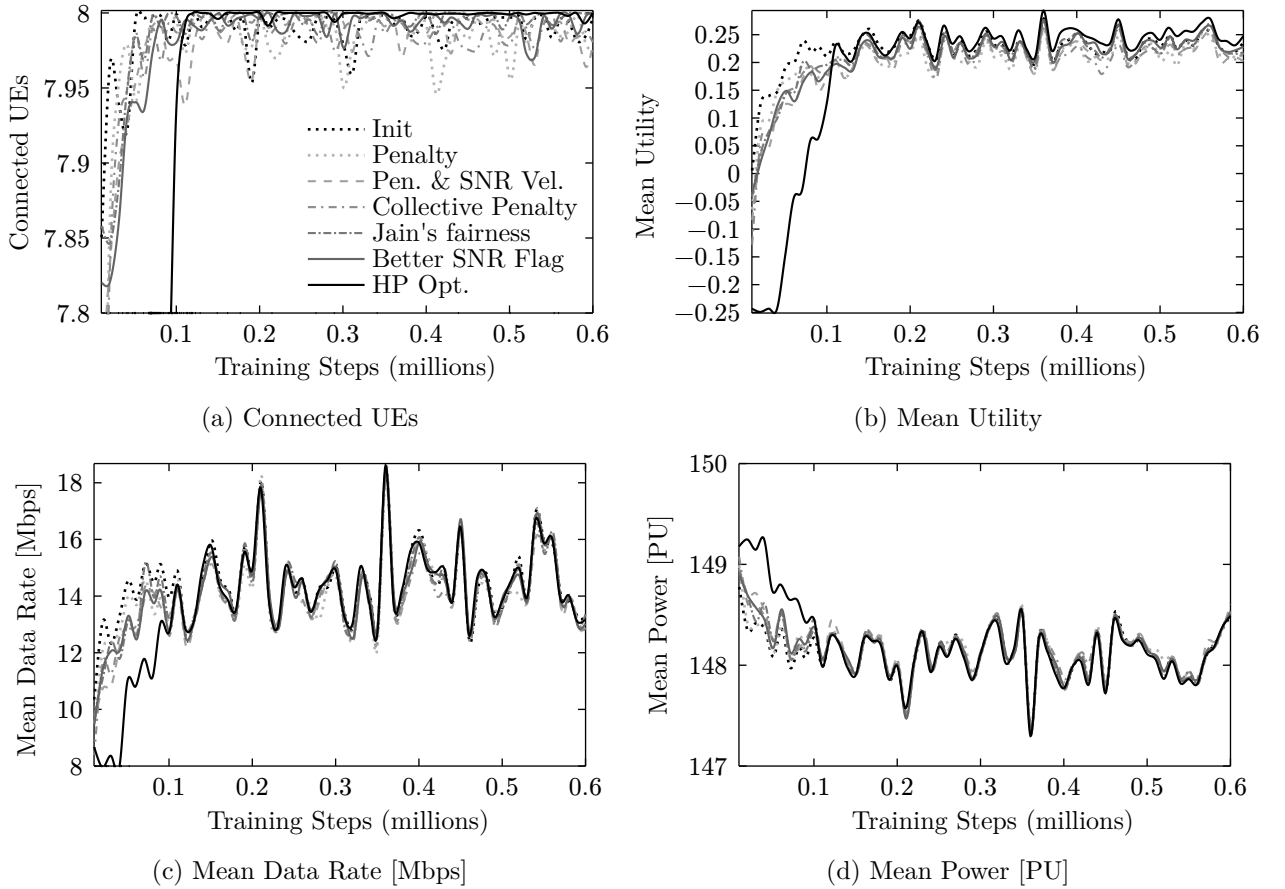 8
7.95
7.9
7.85
7.8
Connected UEs
Init
Penalty
Pen. & SNR Vel.
Collective Penalty
Jain's fairness
Better SNR Flag
HP Opt.
0.1 0.2 0.3 0.4 0.5 0.6
Training Steps (millions)
(a) Connected UEs
0.25
0.2
0.15
0.1
0.05
0
−0.05
−0.1
−0.15
−0.2
−0.25
Mean Utility
0.1 0.2 0.3 0.4 0.5 0.6
Training Steps (millions)
(b) Mean Utility
18
16
14
12
10
8
Mean Data Rate [Mbps]
0.1 0.2 0.3 0.4 0.5 0.6
Training Steps (millions)
(c) Mean Data Rate [Mbps]
150
149
148
147
Mean Power [PU]
0.1 0.2 0.3 0.4 0.5 0.6
Training Steps (millions)
(d) Mean Power [PU]